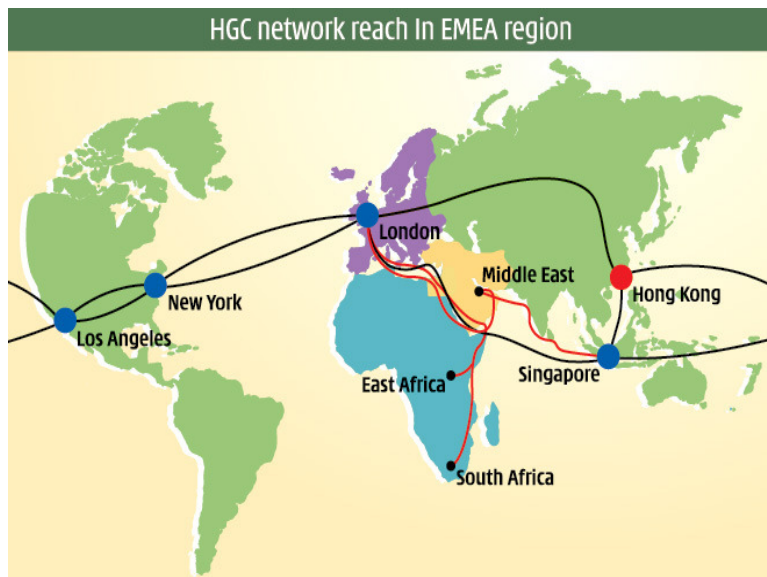 HGC network reach In EMEA region
London
Middle East
New York
Hong Kong
Los Angeles
Singapore
East Africa
South Africa